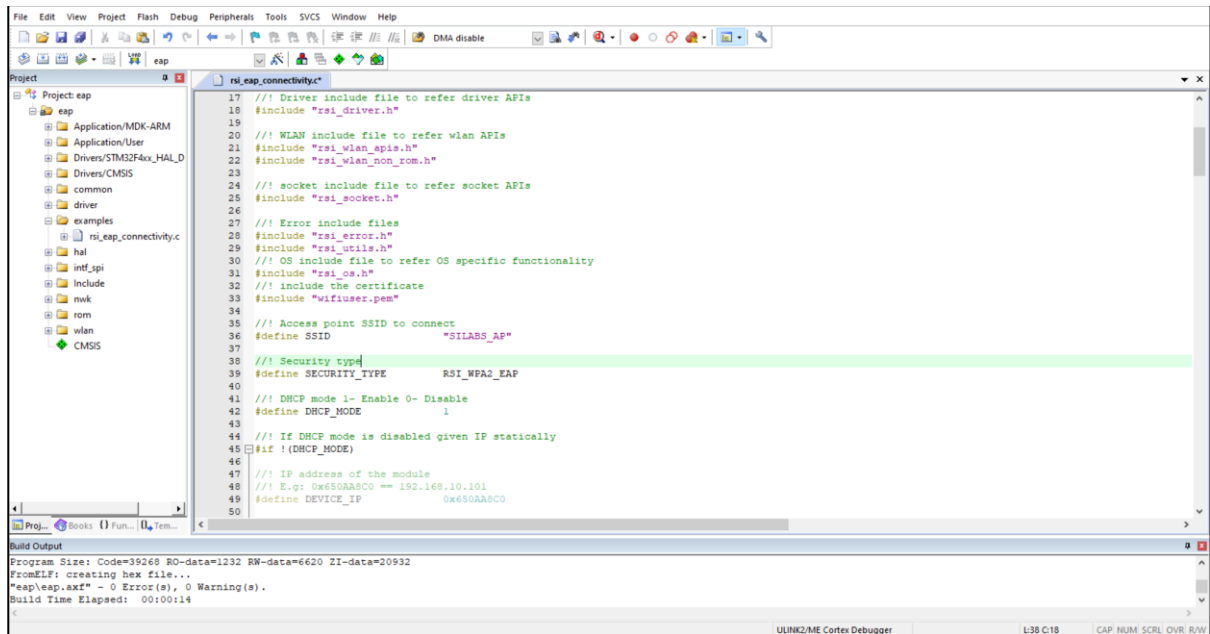 File Edit View Project Flash Debug Peripherals Tools SVCS Window Help
DMA disable
LOAD eap
Project
rsi_eap_connectivity.c*
Project: eap
eap
Application/MDK-ARM
Application/User
Drivers/STM32F4xx_HAL_D
Drivers/CMSIS
common
driver
examples
rsi_eap_connectivity.c
hal
intf_spi
Include
nwk
rom
wlan
CMSIS
17 //! Driver include file to refer driver APIs
18 #include "rsi_driver.h"
19
20 //! WLAN include file to refer wlan APIs
21 #include "rsi_wlan_apis.h"
22 #include "rsi_wlan_non_rom.h"
23
24 //! socket include file to refer socket APIs
25 #include "rsi_socket.h"
26
27 //! Error include files
28 #include "rsi_error.h"
29 #include "rsi_utils.h"
30 //! OS include file to refer OS specific functionality
31 #include "rsi_os.h"
32 //! include the certificate
33 #include "wifiuser.pem"
34
35 //! Access point SSID to connect
36 #define SSID "SILABS_AP"
37
38 //! Security type
39 #define SECURITY_TYPE RSI_WPA2_EAP
40
41 //! DHCP mode 1- Enable 0- Disable
42 #define DHCP_MODE 1
43
44 //! If DHCP mode is disabled given IP statically
45 #if !(DHCP_MODE)
46
47 //! IP address of the module
48 //! E.g: 0x650AA8C0 == 192.168.10.101
49 #define DEVICE_IP 0x650AA8C0
50
Proj... Books {} Fun... Tem...
Build Output
Program Size: Code=39268 RO-data=1232 RW-data=6620 ZI-data=20932
FromELF: creating hex file...
"eap\eap.axf" - 0 Error(s), 0 Warning(s).
Build Time Elapsed: 00:00:14
ULINK2/ME Cortex Debugger L:38 C:18 CAP NUM SCRL OVR R/W